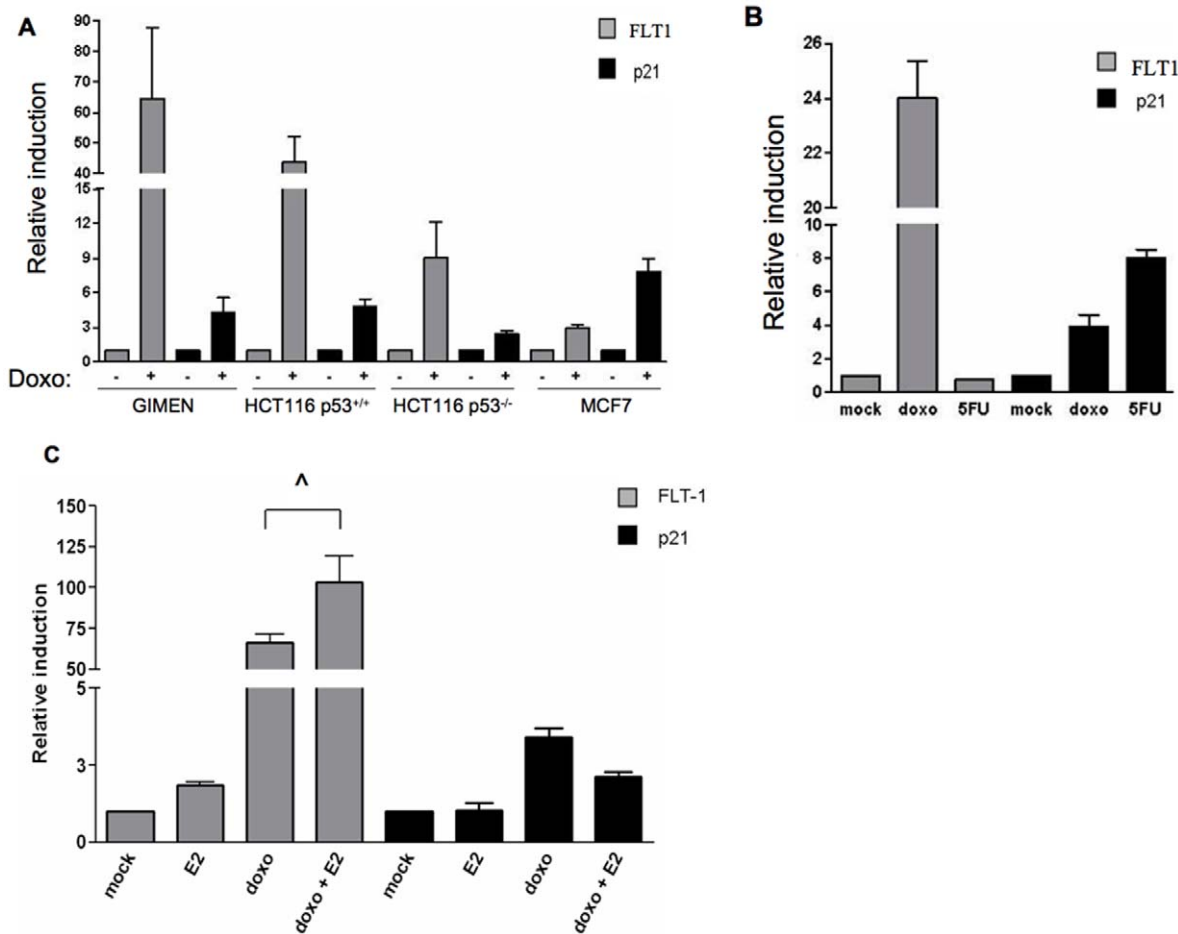 A
Relative induction
90
80
70
60
50
40
15
12
9
6
3
0
FLT1
p21
Doxo: - + - + - + - + - + - + - + - +
GIMEN HCT116 p53+/+ HCT116 p53-/- MCF7
B
Relative induction
26
24
22
20
10
8
6
4
2
0
FLT1
p21
mock doxo 5FU mock doxo 5FU
C
^
Relative induction
150
125
100
75
50
5
3
0
FLT-1
p21
mock E2 doxo doxo + E2 mock E2 doxo doxo + E2